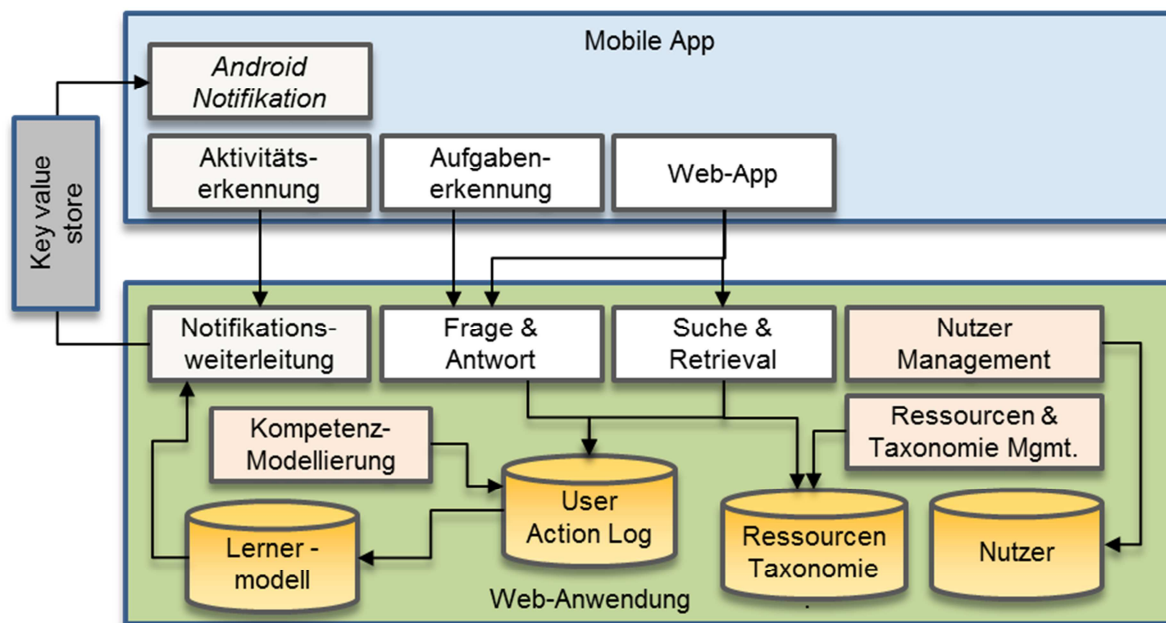 Mobile App
Android
Notifikation
Key value
store
Aktivitäts-
erkennung
Aufgaben-
erkennung
Web-App
Notifikations-
weiterleitung
Frage &
Antwort
Suche &
Retrieval
Nutzer
Management
Kompetenz-
Modellierung
Ressourcen &
Taxonomie Mgmt.
User
Action Log
Lerner -
modell
Ressourcen
Taxonomie
Nutzer
Web-Anwendung
.